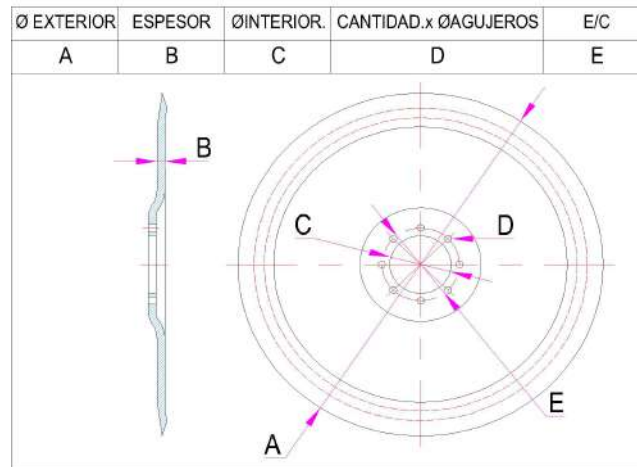 Ø EXTERIOR ESPESOR ØINTERIOR. CANTIDAD.x ØAGUJEROS E/C
A B C D E
B
C D
E
A